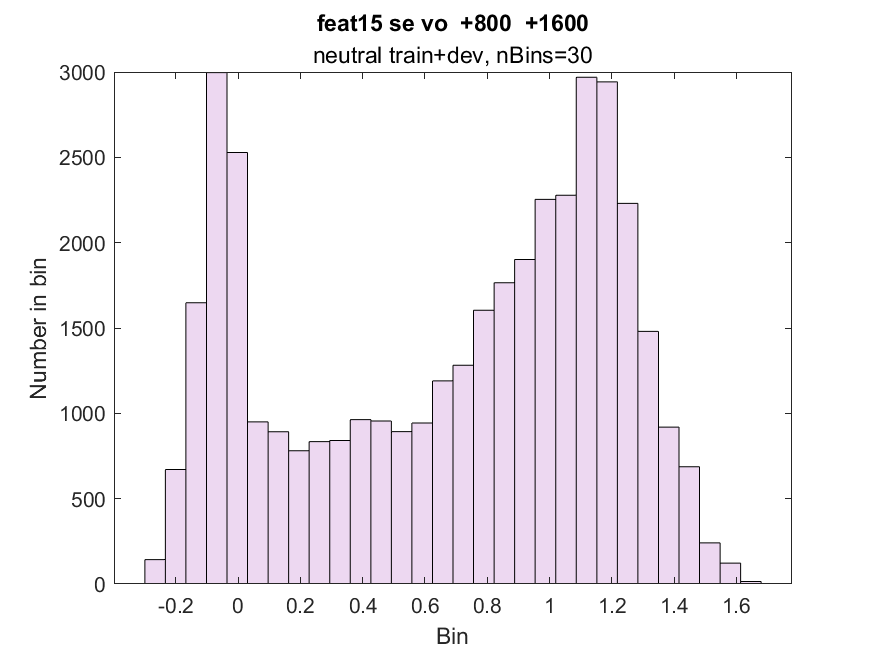 feat15 se vo  +800  +1600
neutral train+dev, nBins=30
3000
2500
2000
1500
1000
500
0
Number in bin
-0.2 0 0.2 0.4 0.6 0.8 1 1.2 1.4 1.6
Bin